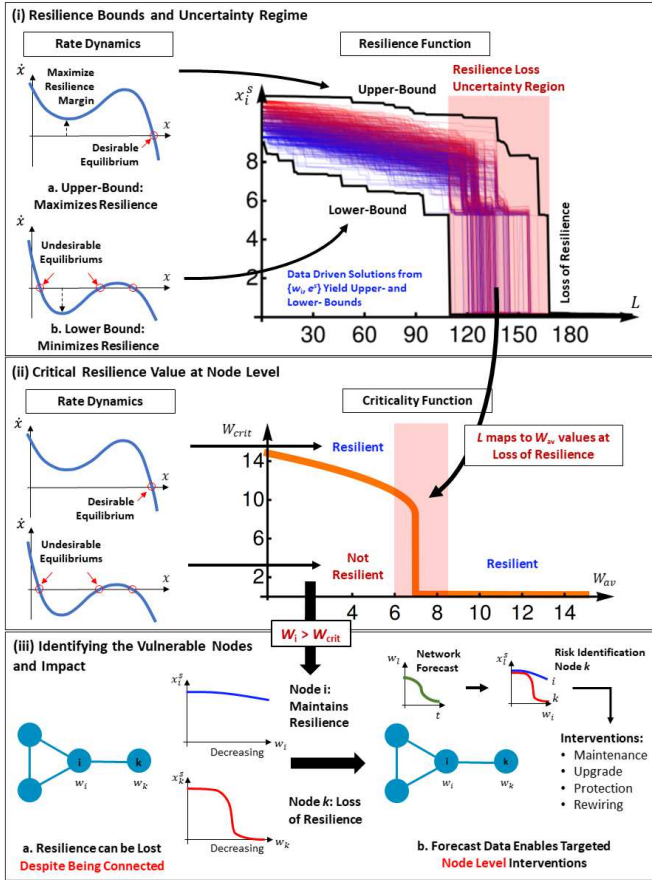 (i) Resilience Bounds and Uncertainty Regime
Rate Dynamics
Resilience Function
ẋ
Maximize
Resilience
Margin
x
Desirable
Equilibrium
a. Upper-Bound:
Maximizes Resilience
ẋ
Undesirable
Equilibriums
x
b. Lower Bound:
Minimizes Resilience
x_i^s
Upper-Bound
Resilience Loss
Uncertainty Region
8
6
4
2
Lower-Bound
Data Driven Solutions from
{w_i, e^s} Yield Upper- and
Lower- Bounds
Loss of Resilience
L
30 60 90 120 150 180
(ii) Critical Resilience Value at Node Level
Rate Dynamics
Criticality Function
ẋ
x
Desirable
Equilibrium
Undesirable
Equilibriums
ẋ
x
W_crit
14
10
6
2
Resilient
L maps to W_av values at
Loss of Resilience
Not
Resilient
Resilient
W_av
4 6 8 10 12 14
W_i > W_crit
(iii) Identifying the Vulnerable Nodes
and Impact
i
k
w_i
w_k
x_i^s
Decreasing
w_i
Node i:
Maintains
Resilience
x_k^s
Decreasing
w_k
Node k: Loss
of Resilience
a. Resilience can be Lost
Despite Being Connected
w_i
Network
Forecast
t
x_i^s
Risk Identification
Node k
i
k
w_i
i
k
w_i
w_k
Interventions:
• Maintenance
• Upgrade
• Protection
• Rewiring
b. Forecast Data Enables Targeted
Node Level Interventions